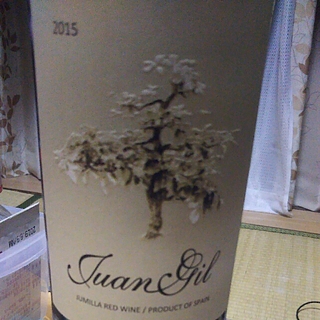 2015
Juan Gil
JUMILLA RED WINE / PRODUCT OF SPAIN